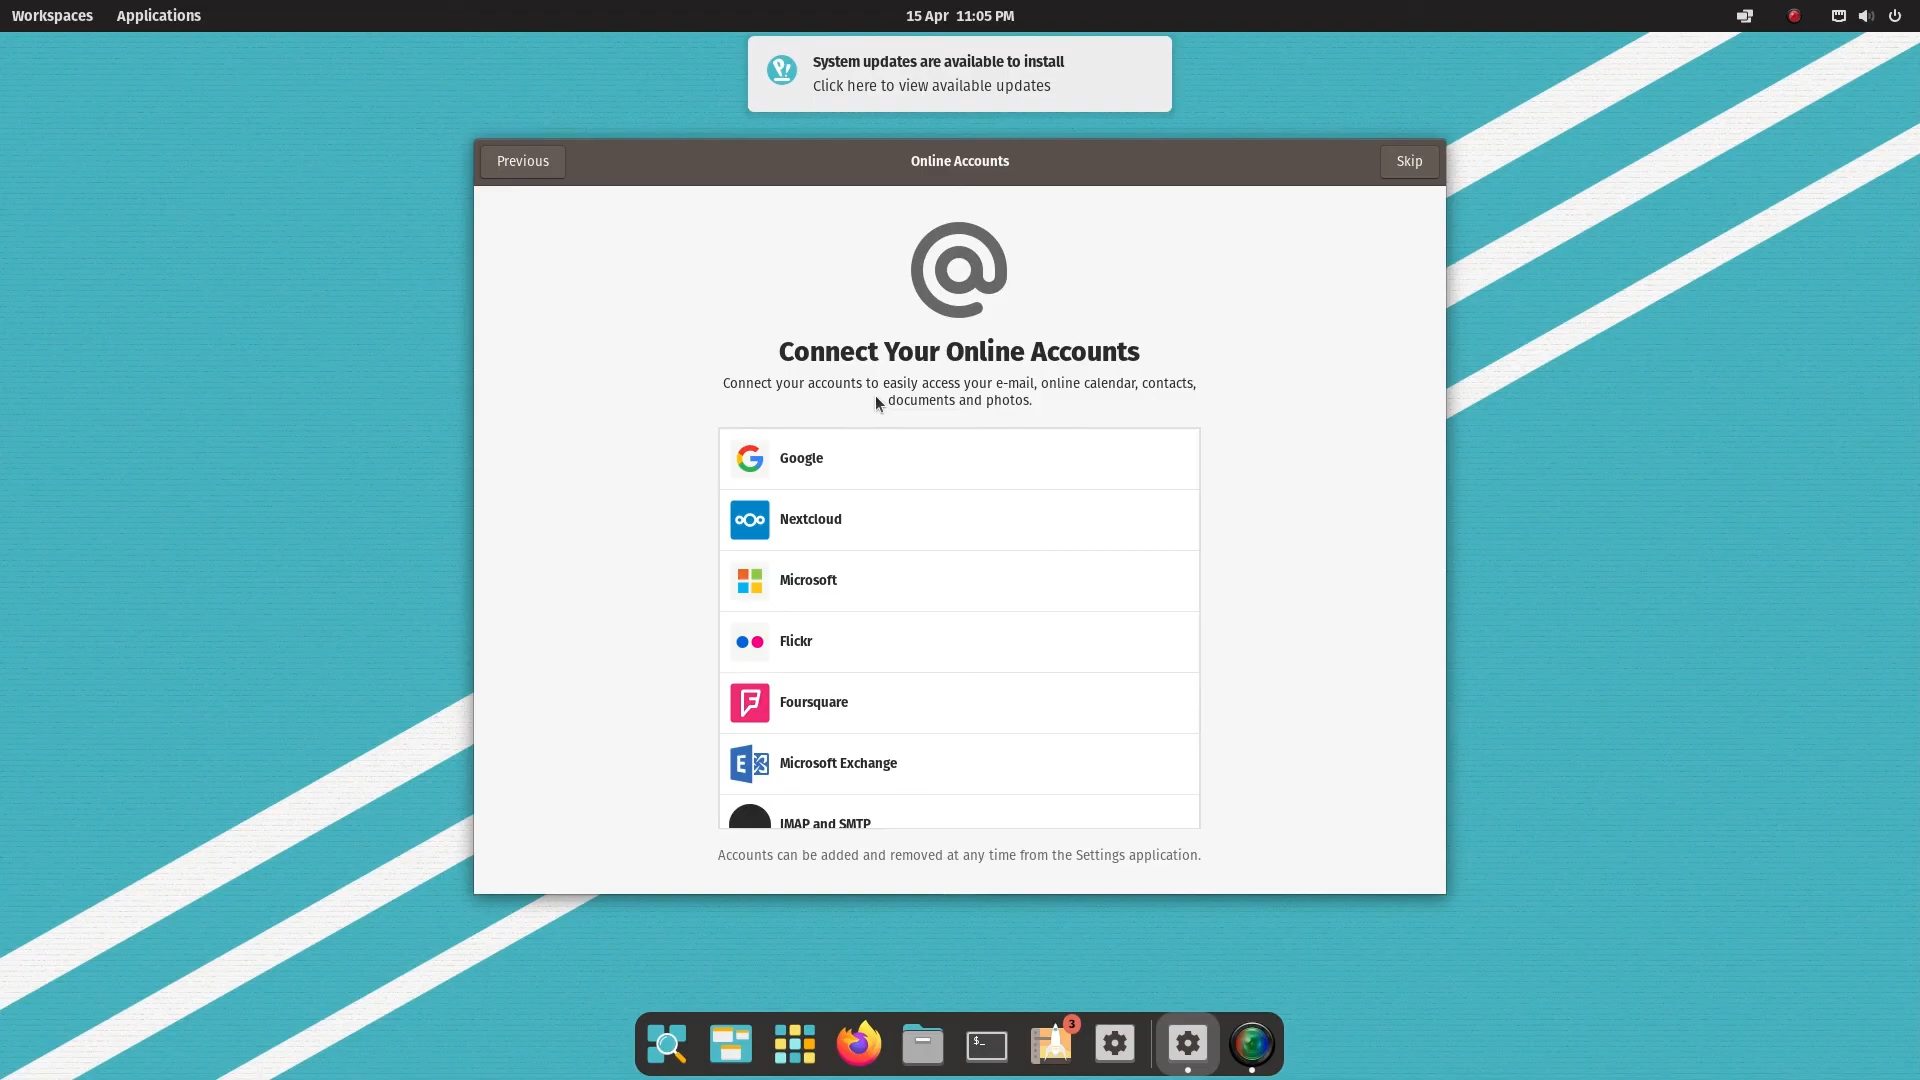 Workspaces Applications 15 Apr 11:05 PM
System updates are available to install
Click here to view available updates
Previous Online Accounts Skip
Connect Your Online Accounts
Connect your accounts to easily access your e-mail, online calendar, contacts,
documents and photos.
Google
Nextcloud
Microsoft
Flickr
Foursquare
Microsoft Exchange
IMAP and SMTP
Accounts can be added and removed at any time from the Settings application.
$_
3